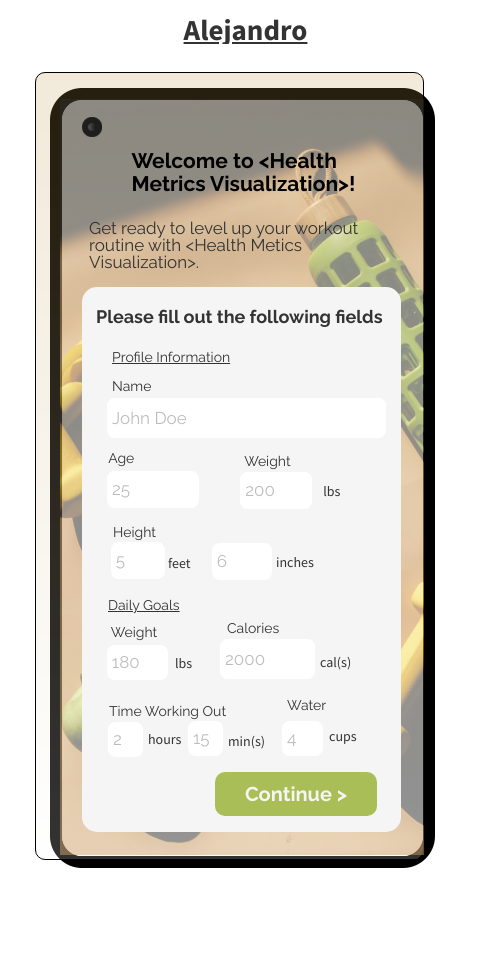 Alejandro
Welcome to <Health
Metrics Visualization>!
Get ready to level up your workout
routine with <Health Metics
Visualization>.
Please fill out the following fields
Profile Information
Name
John Doe
Age
Weight
25
200
lbs
Height
5
feet
6
inches
Daily Goals
Weight
Calories
180
lbs
2000
cal(s)
Time Working Out
Water
2
hours
15
min(s)
4
cups
Continue >